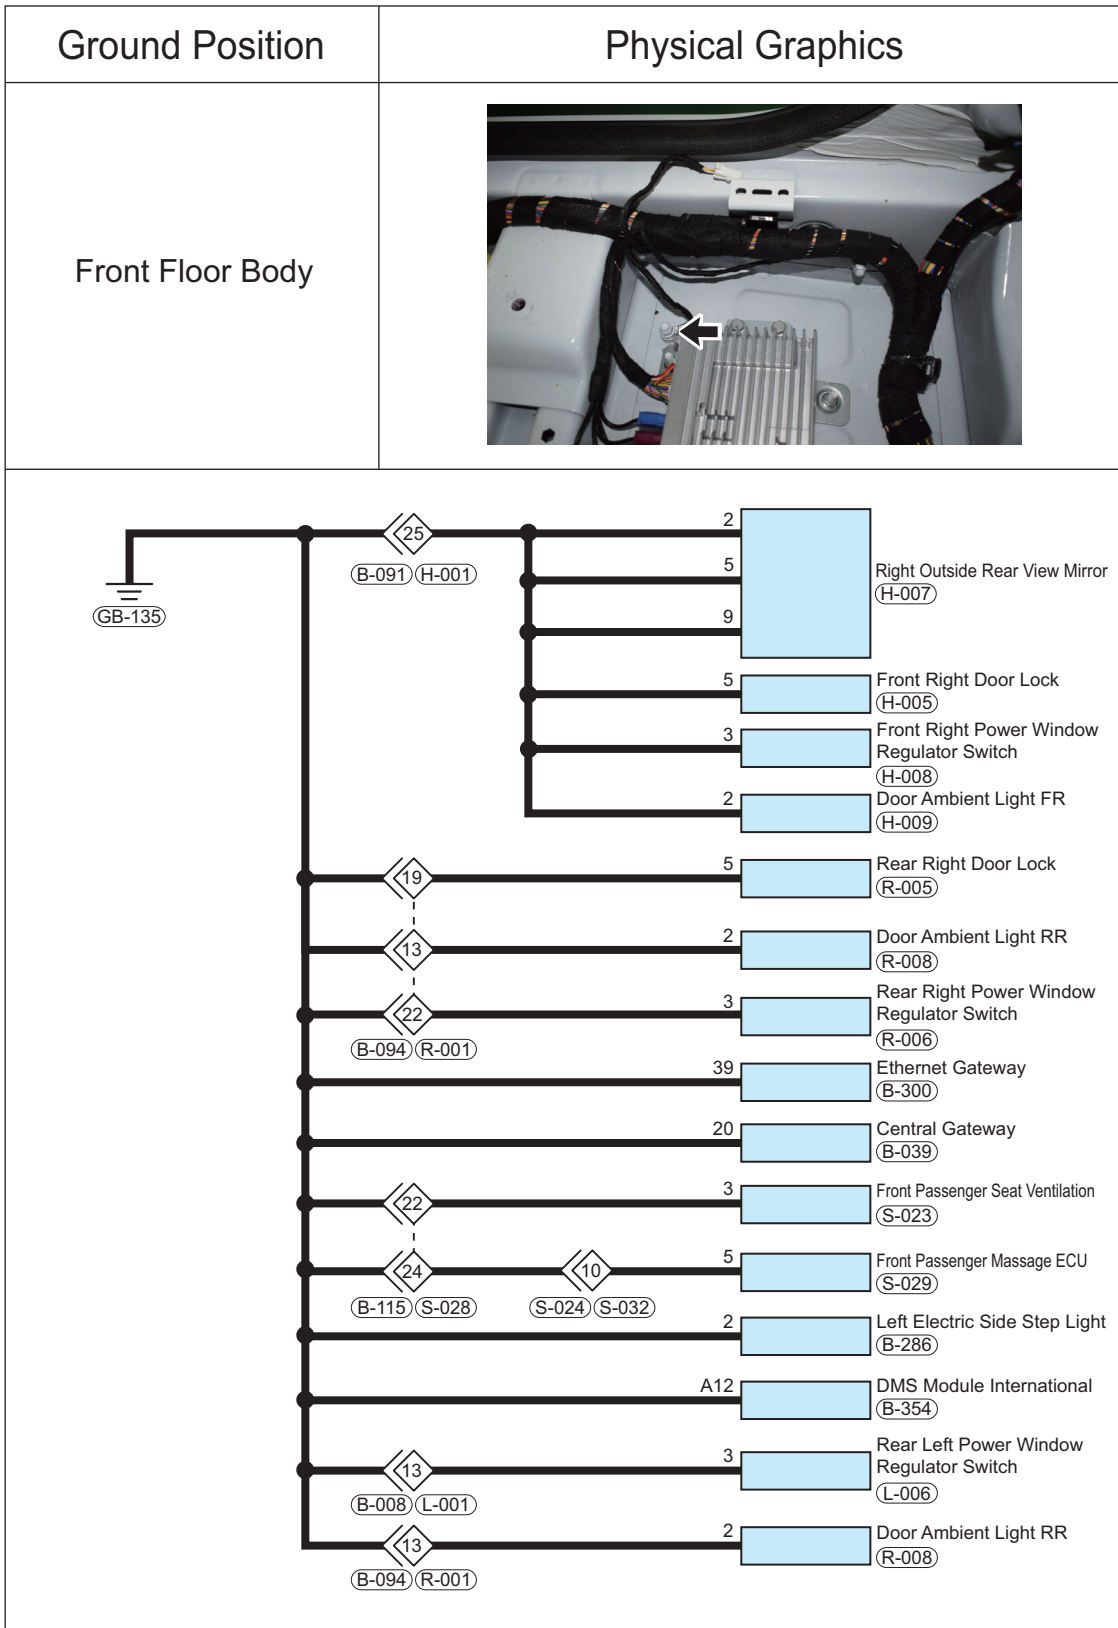 Ground Position
Physical Graphics
Front Floor Body
GB-135
25
B-091 H-001
2
5
9
Right Outside Rear View Mirror
H-007
5
Front Right Door Lock
H-005
3
Front Right Power Window
Regulator Switch
H-008
2
Door Ambient Light FR
H-009
19
5
Rear Right Door Lock
R-005
13
2
Door Ambient Light RR
R-008
22
B-094 R-001
3
Rear Right Power Window
Regulator Switch
R-006
39
Ethernet Gateway
B-300
20
Central Gateway
B-039
22
3
Front Passenger Seat Ventilation
S-023
24
B-115 S-028
10
S-024 S-032
5
Front Passenger Massage ECU
S-029
2
Left Electric Side Step Light
B-286
A12
DMS Module International
B-354
13
B-008 L-001
3
Rear Left Power Window
Regulator Switch
L-006
13
B-094 R-001
2
Door Ambient Light RR
R-008